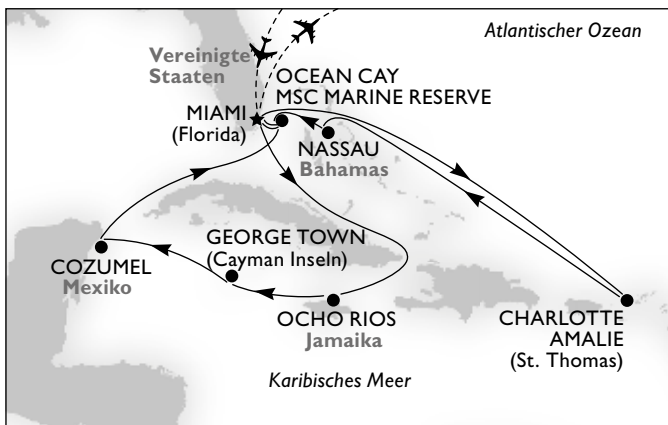 Atlantischer Ozean
Vereinigte
Staaten
OCEAN CAY
MSC MARINE RESERVE
MIAMI
(Florida)
NASSAU
Bahamas
GEORGE TOWN
(Cayman Inseln)
COZUMEL
Mexiko
OCHO RIOS
Jamaika
CHARLOTTE
AMALIE
(St. Thomas)
Karibisches Meer